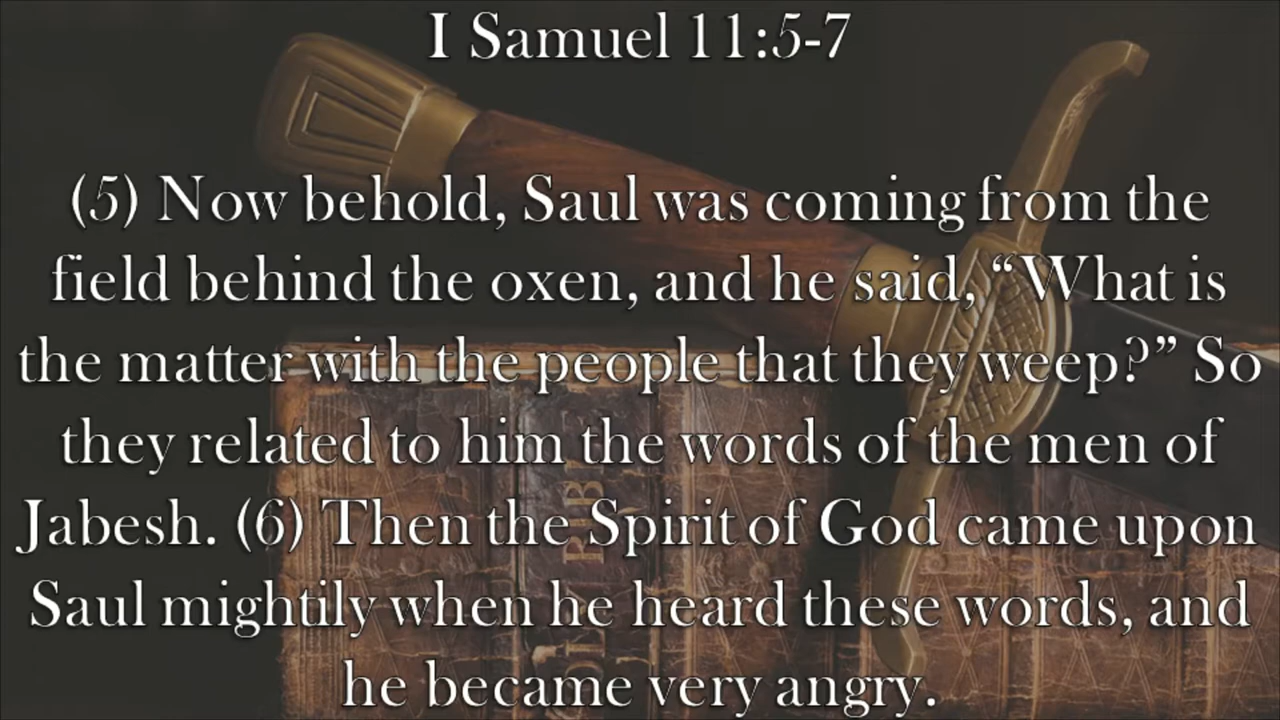 I Samuel 11:5-7
(5) Now behold, Saul was coming from the
field behind the oxen, and he said, “What is
the matter with the people that they weep?” So
they related to him the words of the men of
Jabesh. (6) Then the Spirit of God came upon
Saul mightily when he heard these words, and
he became very angry.